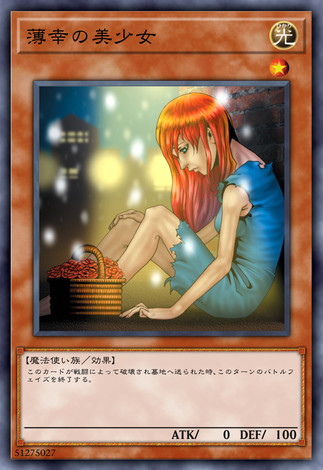 薄幸の美少女
光
【魔法使い族／効果】
このカードが戦闘によって破壊され墓地へ送られた時、このターンのバトルフ
ェイズを終了する。
ATK/ 0 DEF/ 100
51275027